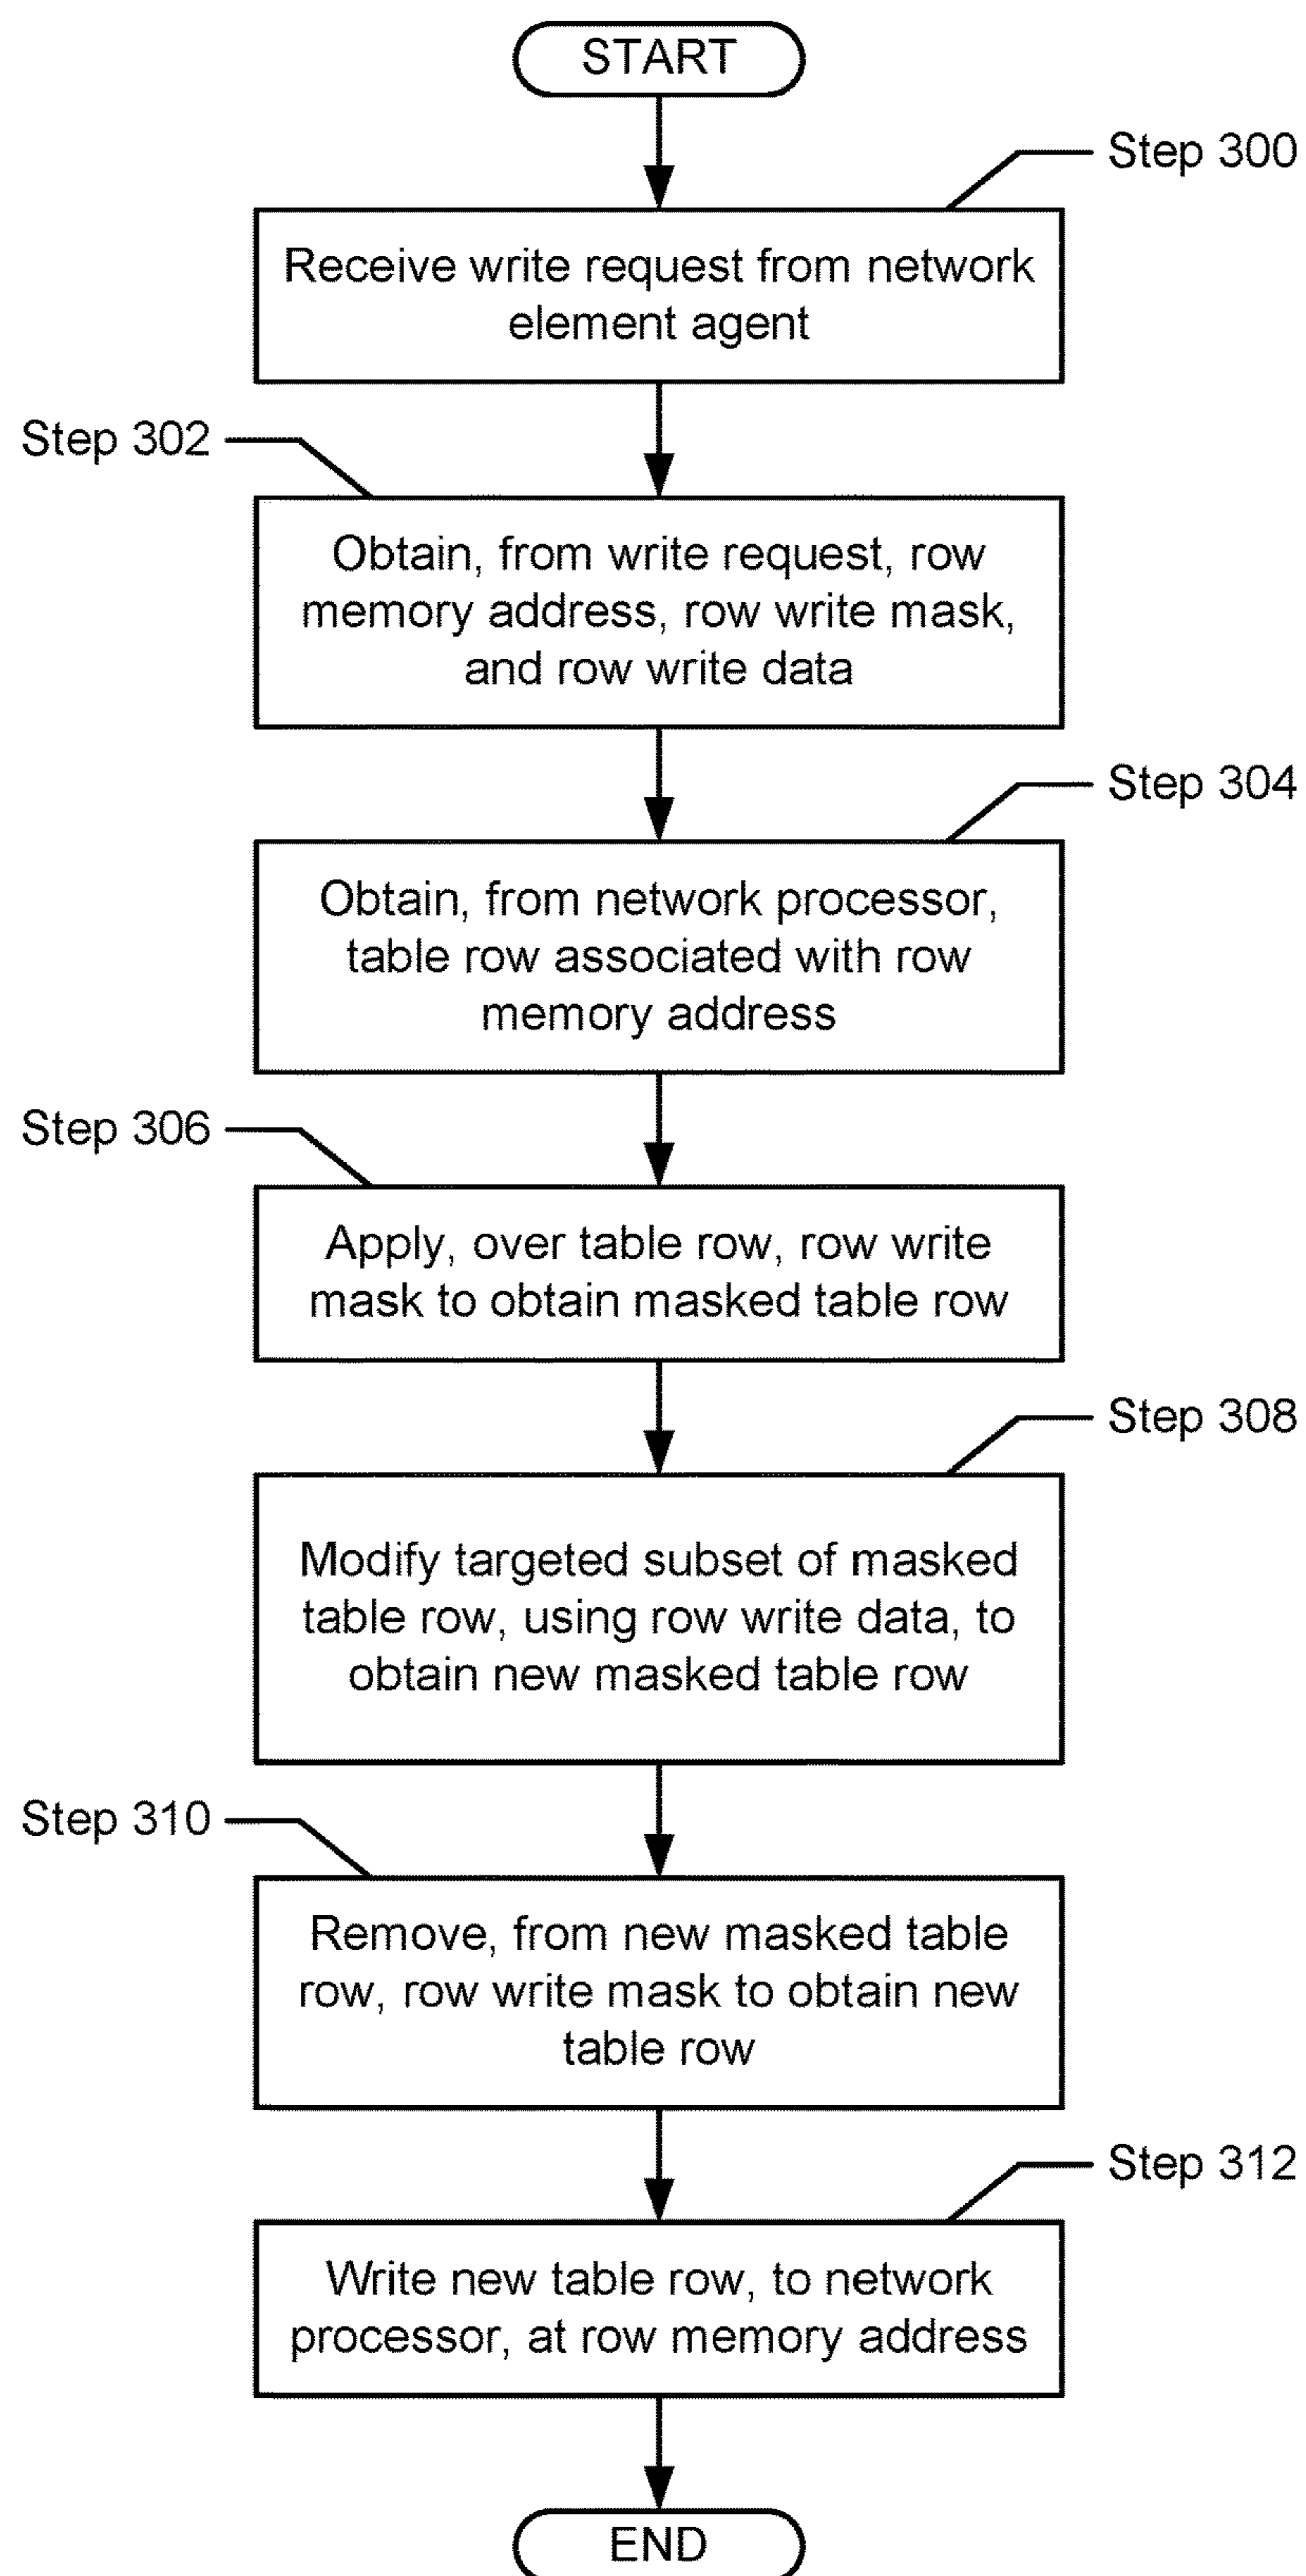 START
Step 300
Receive write request from network
element agent
Step 302
Obtain, from write request, row
memory address, row write mask,
and row write data
Step 304
Obtain, from network processor,
table row associated with row
memory address
Step 306
Apply, over table row, row write
mask to obtain masked table row
Step 308
Modify targeted subset of masked
table row, using row write data, to
obtain new masked table row
Step 310
Remove, from new masked table
row, row write mask to obtain new
table row
Step 312
Write new table row, to network
processor, at row memory address
END